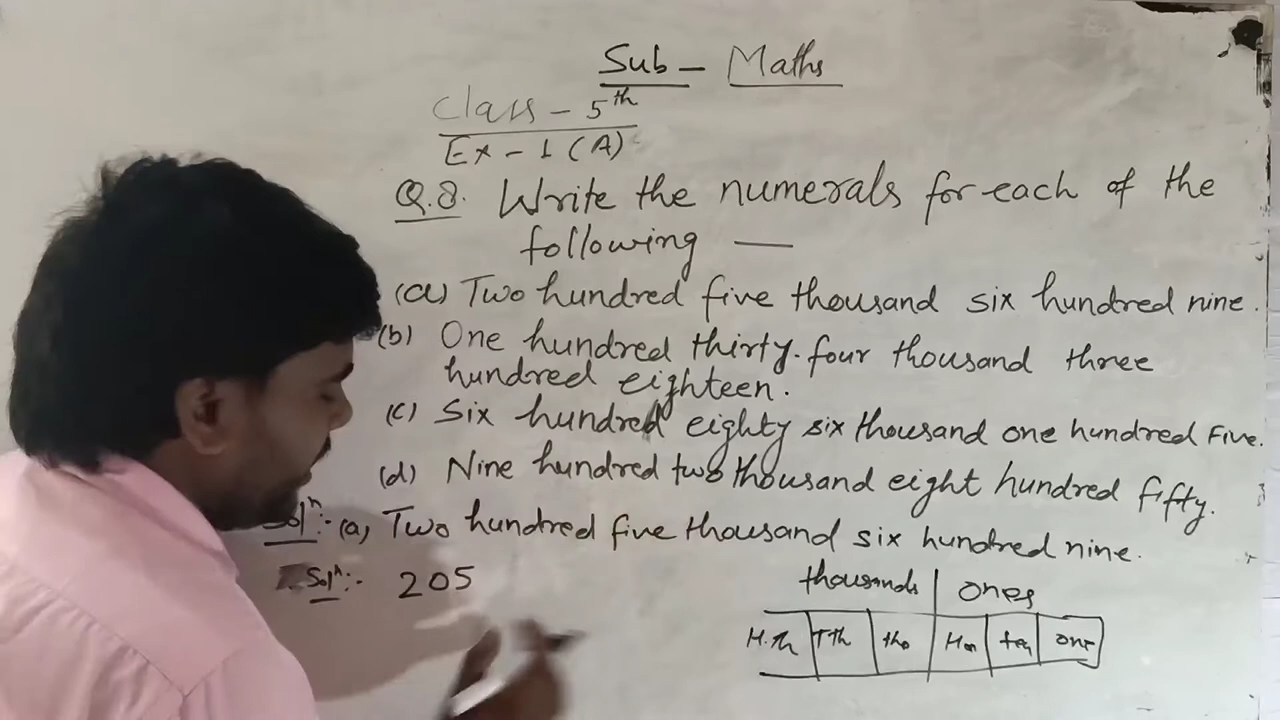 Sub - Maths
Class - 5th
Ex - 1 (A)
Q.8. Write the numerals for each of the
following —
(a) Two hundred five thousand six hundred nine.
(b) One hundred thirty-four thousand three
hundred eighteen.
(c) Six hundred eighty six thousand one hundred Five.
(d) Nine hundred two thousand eight hundred fifty.
Solⁿ:- (a) Two hundred five thousand six hundred nine.
Solⁿ:- 205
thousands | ones
H.Th | T.th | tho | Hun | ten | one